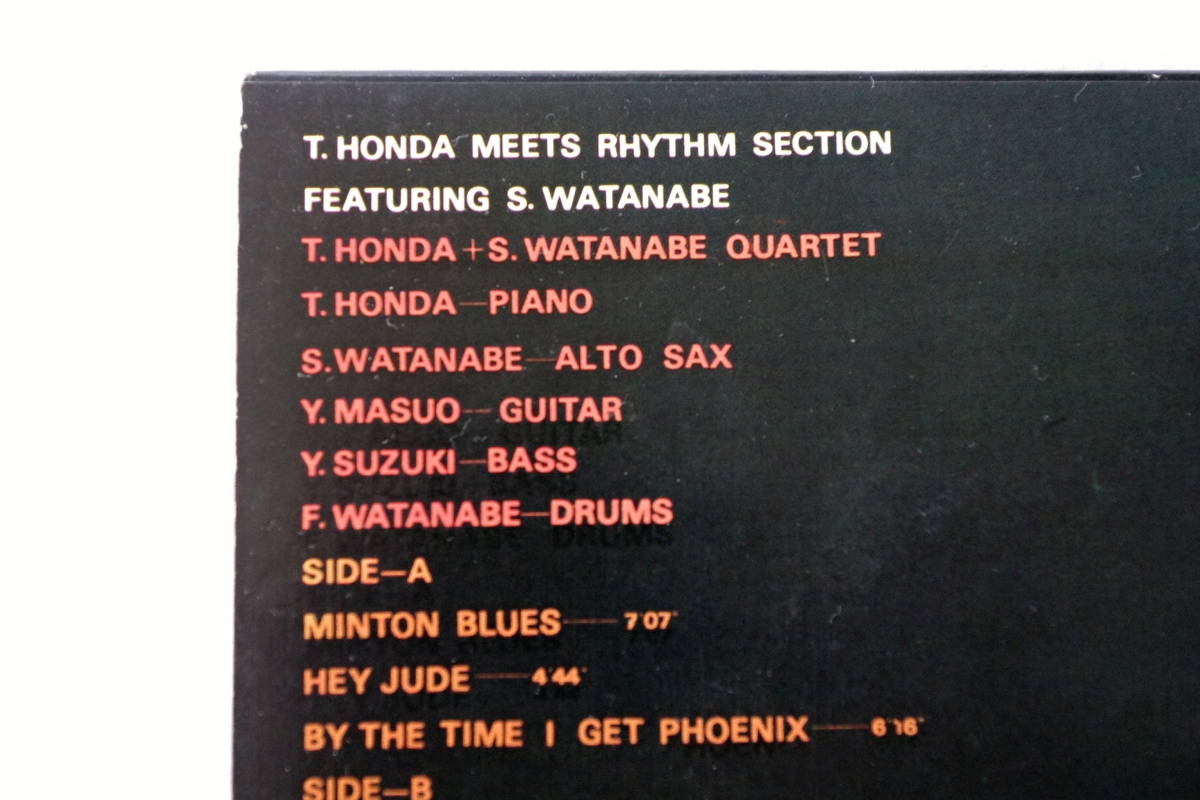 T. HONDA MEETS RHYTHM SECTION
FEATURING S. WATANABE
T. HONDA+S. WATANABE QUARTET
T. HONDA—PIANO
S.WATANABE—ALTO SAX
Y. MASUO—GUITAR
Y. SUZUKI—BASS
F. WATANABE—DRUMS
SIDE—A
MINTON BLUES——7'07"
HEY JUDE——4'44"
BY THE TIME I GET PHOENIX——6'16"
SIDE—B